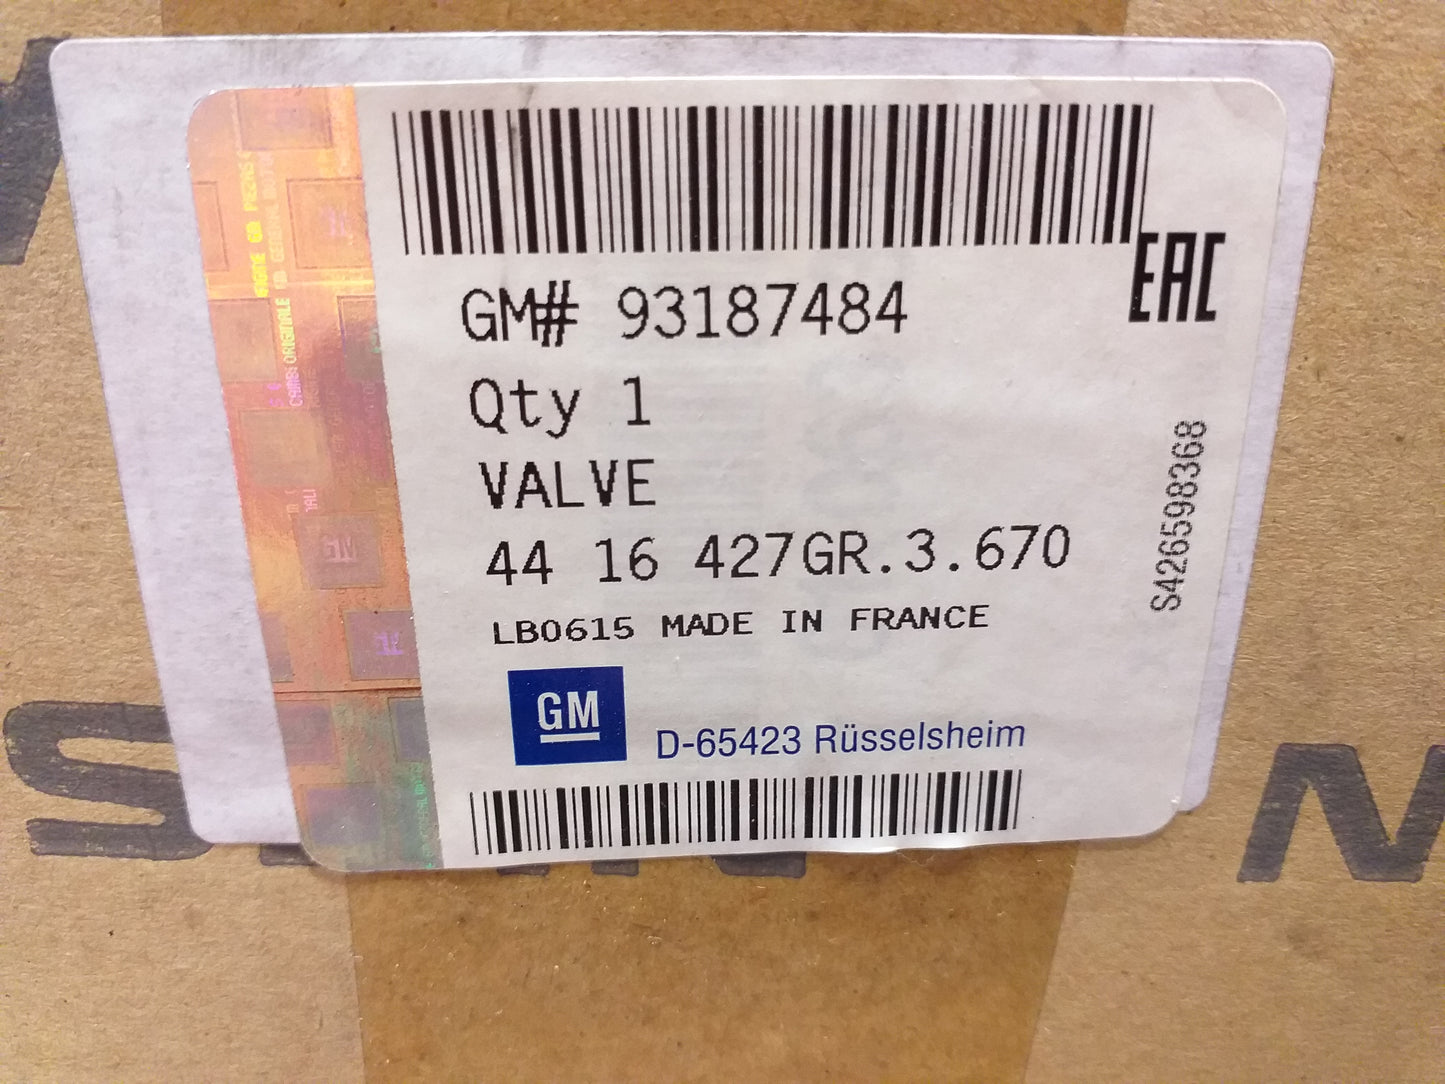 GM# 93187484
EAC
Qty 1
VALVE
44 16 427GR.3.670
LB0615 MADE IN FRANCE
S426598368
GM
D-65423 Rüsselsheim
GM